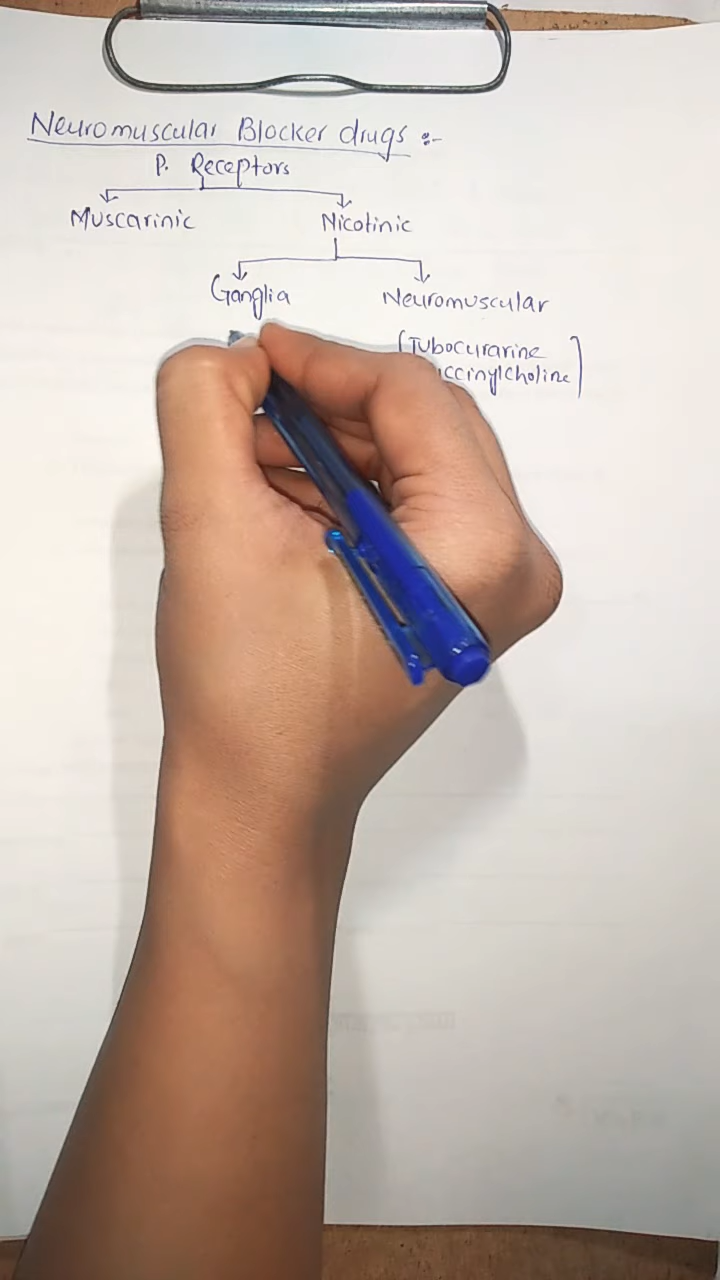 Neuromuscular Blocker drugs :-
P. Receptors
Muscarinic Nicotinic
Ganglia Neuromuscular
[Tubocurarine
ccinylcholine]